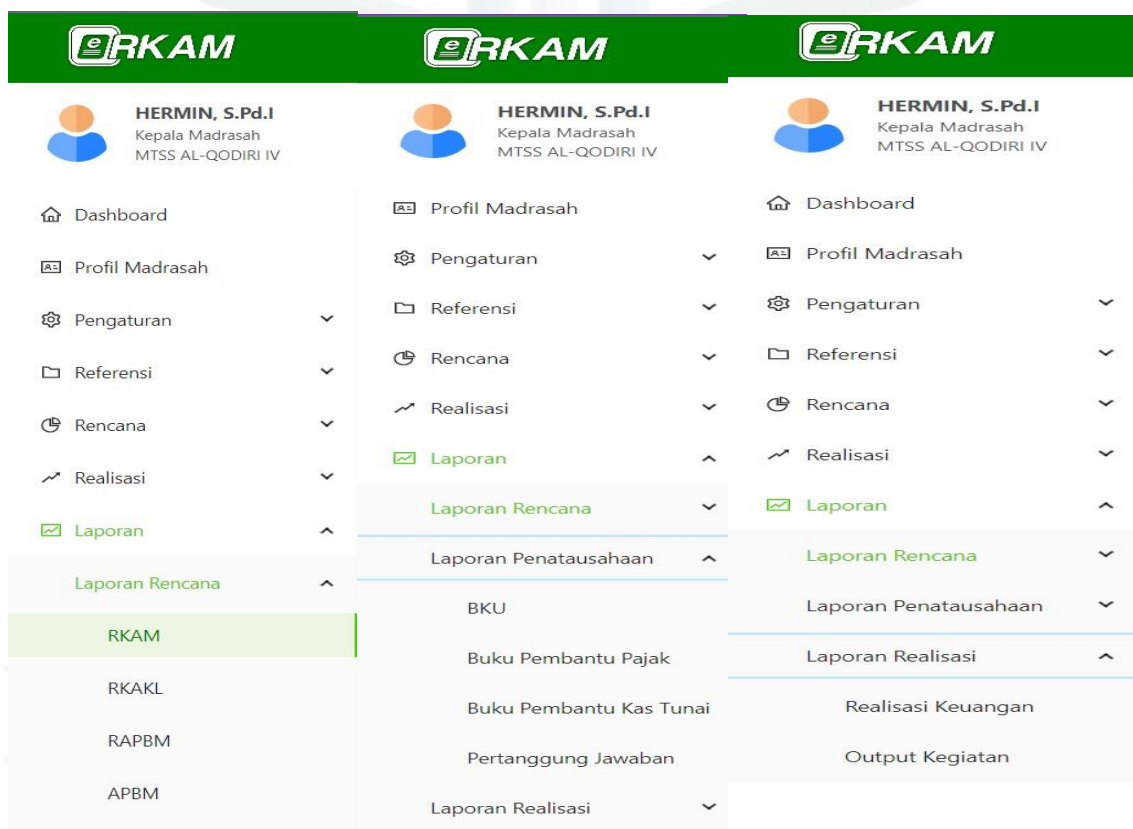 eRKAM
HERMIN, S.Pd.I
Kepala Madrasah
MTSS AL-QODIRI IV
Dashboard
Profil Madrasah
Pengaturan
Referensi
Rencana
Realisasi
Laporan
Laporan Rencana
RKAM
RKAKL
RAPBM
APBM
eRKAM
HERMIN, S.Pd.I
Kepala Madrasah
MTSS AL-QODIRI IV
Profil Madrasah
Pengaturan
Referensi
Rencana
Realisasi
Laporan
Laporan Rencana
Laporan Penatausahaan
BKU
Buku Pembantu Pajak
Buku Pembantu Kas Tunai
Pertanggung Jawaban
Laporan Realisasi
eRKAM
HERMIN, S.Pd.I
Kepala Madrasah
MTSS AL-QODIRI IV
Dashboard
Profil Madrasah
Pengaturan
Referensi
Rencana
Realisasi
Laporan
Laporan Rencana
Laporan Penatausahaan
Laporan Realisasi
Realisasi Keuangan
Output Kegiatan